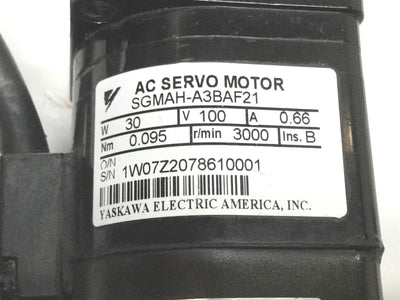 AC SERVO MOTOR
SGMAH-A3BAF21
W 30 V 100 A 0.66
Nm 0.095 r/min 3000 Ins. B
O/N
S/N 1W07Z2078610001
YASKAWA ELECTRIC AMERICA, INC.